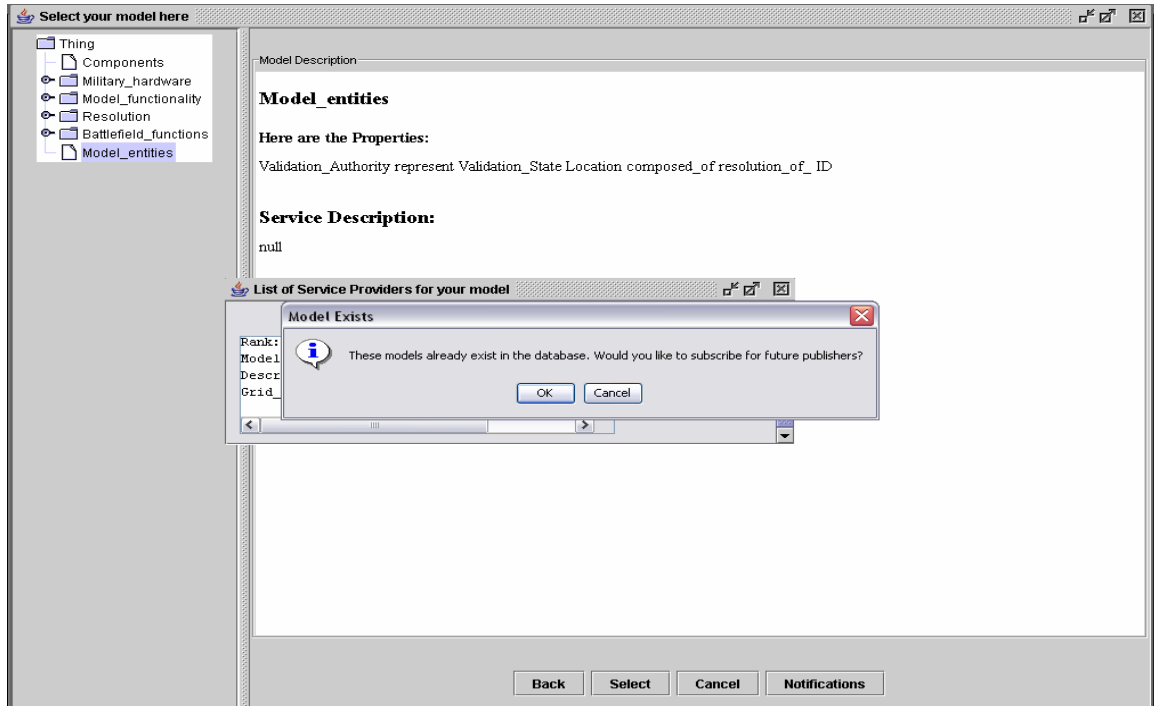 Select your model here
Thing
Components
Military_hardware
Model_functionality
Resolution
Battlefield_functions
Model_entities
Model Description
Model_entities
Here are the Properties:
Validation_Authority represent Validation_State Location composed_of resolution_of_ ID
Service Description:
null
List of Service Providers for your model
Model Exists
Rank:
Model
Descr
Grid_
These models already exist in the database. Would you like to subscribe for future publishers?
OK Cancel
Back Select Cancel Notifications